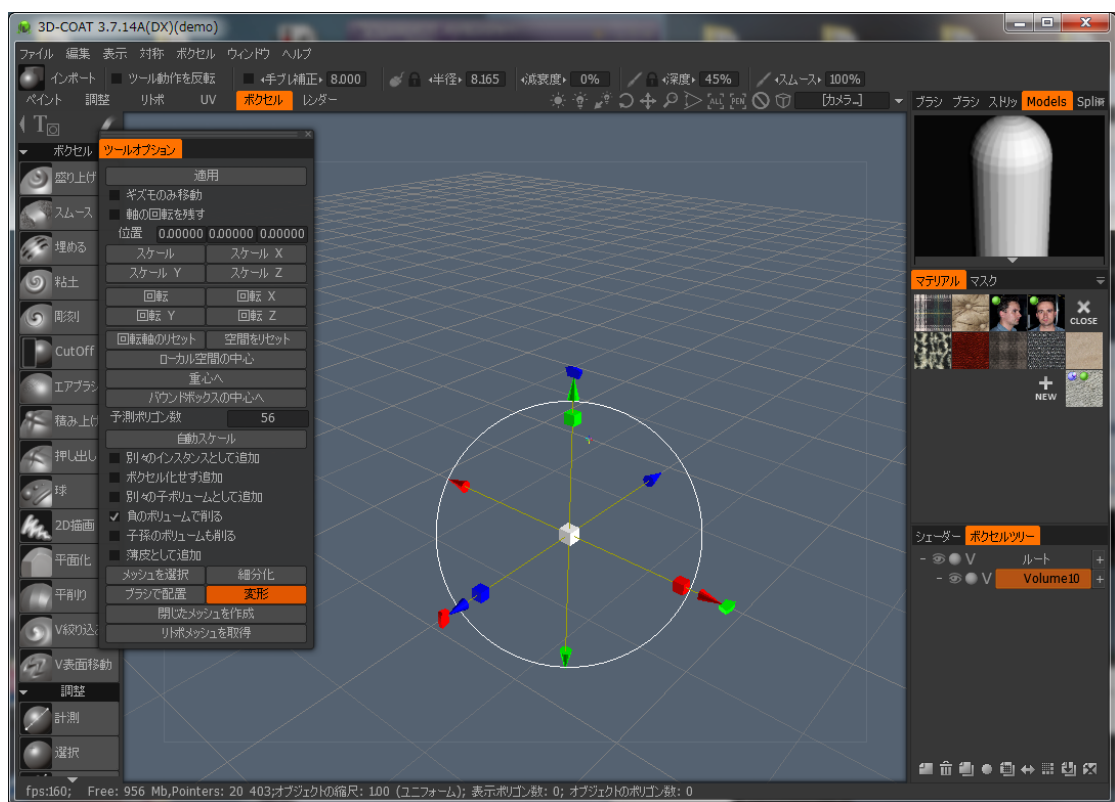 3D-COAT 3.7.14A(DX)(demo)
ファイル 編集 表示 対称 ボクセル ウィンドウ ヘルプ
インポート ツール動作を反転 手ブレ補正 8.000 半径 8.165 減衰度 0% 深度 45% スムース 100%
ペイント 調整 リトポ UV ボクセル レンダー [カメラ...] ブラシ ブラシ ストリッ Models Splin
ボクセル
盛り上げ
スムース
埋める
粘土
彫刻
CutOff
エアブラシ
積み上げ
押し出し
球
2D描画
平面化
平削り
V絞り込
V表面移動
調整
計測
選択
ツールオプション
適用
ギズモのみ移動
軸の回転を残す
位置 0.00000 0.00000 0.00000
スケール スケール X
スケール Y スケール Z
回転 回転 X
回転 Y 回転 Z
回転軸のリセット 空間をリセット
ローカル空間の中心
重心へ
バウンドボックスの中心へ
予測ポリゴン数 56
自動スケール
別々のインスタンスとして追加
ボクセル化せず追加
別々の子ボリュームとして追加
負のボリュームで削る
子孫のボリュームも削る
薄皮として追加
メッシュを選択 細分化
ブラシで配置 変形
閉じたメッシュを作成
リトポメッシュを取得
マテリアル マスク
CLOSE
NEW
シェーダー ボクセルツリー
V ルート +
V Volume10 +
fps:160; Free: 956 Mb,Pointers: 20 403;オブジェクトの縮尺: 1.00 (ユニフォーム); 表示ポリゴン数: 0; オブジェクトのポリゴン数: 0